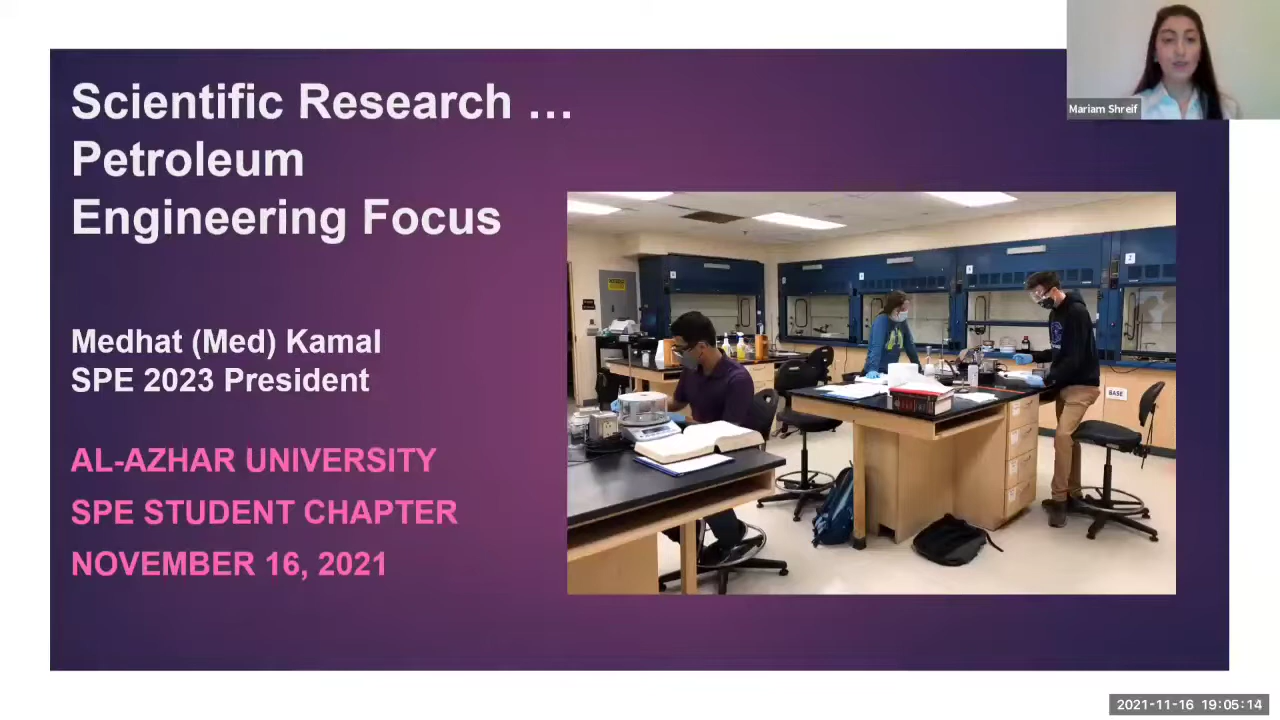 Scientific Research ...
Petroleum
Engineering Focus
Medhat (Med) Kamal
SPE 2023 President
AL-AZHAR UNIVERSITY
SPE STUDENT CHAPTER
NOVEMBER 16, 2021
Mariam Shreif
BASE
2021-11-16 19:05:14